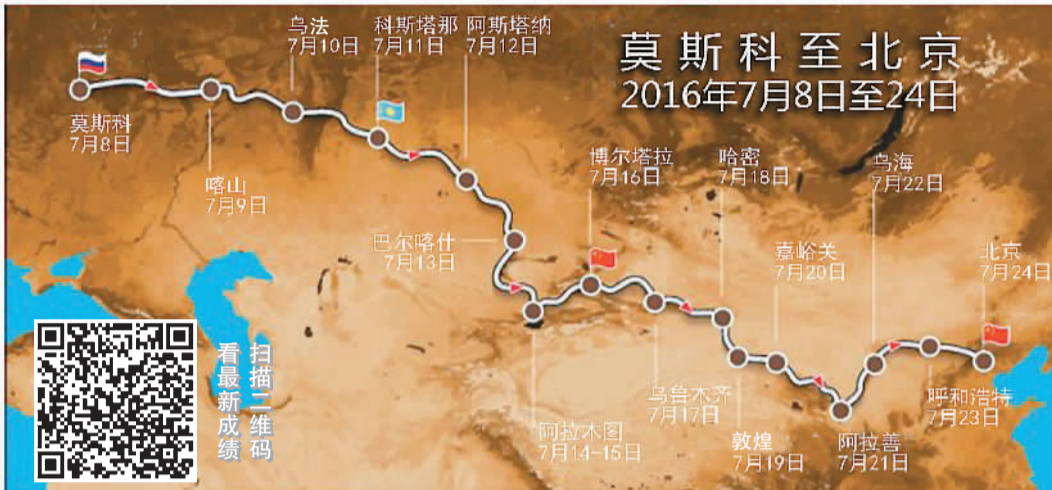 莫斯科至北京
2016年7月8日至24日
莫斯科
7月8日
喀山
7月9日
乌法
7月10日
科斯塔那
7月11日
阿斯塔纳
7月12日
巴尔喀什
7月13日
阿拉木图
7月14-15日
博尔塔拉
7月16日
乌鲁木齐
7月17日
哈密
7月18日
敦煌
7月19日
嘉峪关
7月20日
阿拉善
7月21日
乌海
7月22日
呼和浩特
7月23日
北京
7月24日
扫描二维码
看最新成绩